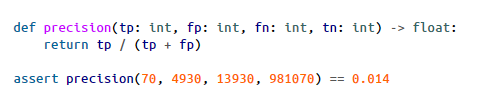 def precision(tp: int, fp: int, fn: int, tn: int) -> float:
    return tp / (tp + fp)
assert precision(70, 4930, 13930, 981070) == 0.014